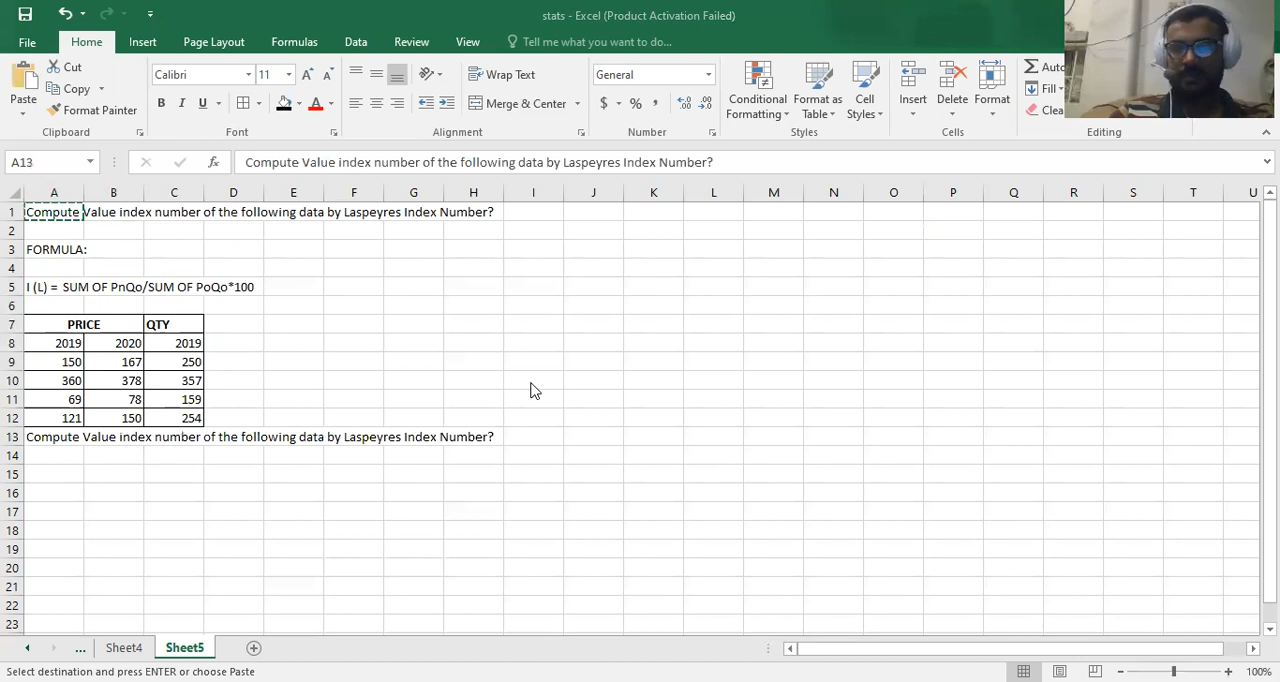 stats - Excel (Product Activation Failed)
File Home Insert Page Layout Formulas Data Review View Tell me what you want to do...
Cut
Copy
Format Painter
Paste
Clipboard
Calibri 11
B I U A
Font
Wrap Text
Merge & Center
Alignment
General
$ % ,
Number
Conditional Formatting
Format as Table
Cell Styles
Styles
Insert Delete Format
Cells
Auto
Fill
Clea
Editing
A13 fx Compute Value index number of the following data by Laspeyres Index Number?
A B C D E F G H I J K L M N O P Q R S T U
1 Compute Value index number of the following data by Laspeyres Index Number?
2
3 FORMULA:
4
5 I (L) = SUM OF PnQo/SUM OF PoQo*100
6
7 PRICE QTY
8 2019 2020 2019
9 150 167 250
10 360 378 357
11 69 78 159
12 121 150 254
13 Compute Value index number of the following data by Laspeyres Index Number?
14
15
16
17
18
19
20
21
22
23
... Sheet4 Sheet5
Select destination and press ENTER or choose Paste 100%